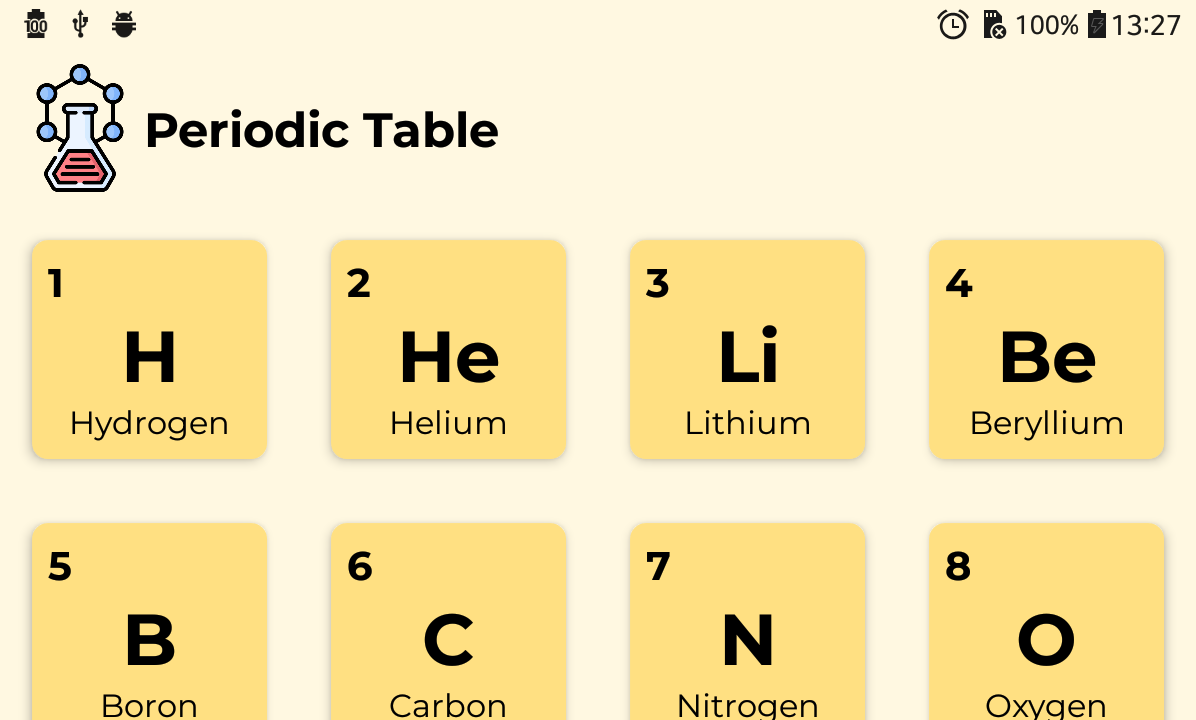 100 100% 13:27
Periodic Table
1 2 3 4
H He Li Be
Hydrogen Helium Lithium Beryllium
5 6 7 8
B C N O
Boron Carbon Nitrogen Oxygen